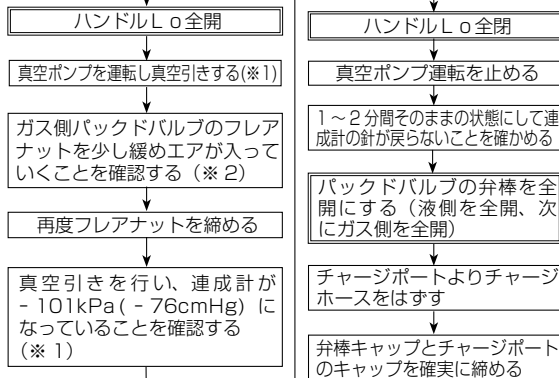 ハンドルLo全開
真空ポンプを運転し真空引きする(※1)
ガス側パックドバルブのフレア
ナットを少し緩めエアが入って
いくことを確認する（※2）
再度フレアナットを締める
真空引きを行い、連成計が
- 101kPa( - 76cmHg) に
なっていることを確認する
（※ 1）
ハンドルLo全閉
真空ポンプ運転を止める
1～2分間そのままの状態にして連
成計の針が戻らないことを確かめる
パックドバルブの弁棒を全
開にする（液側を全開、次
にガス側を全開）
チャージポートよりチャージ
ホースをはずす
弁棒キャップとチャージポート
のキャップを確実に締める